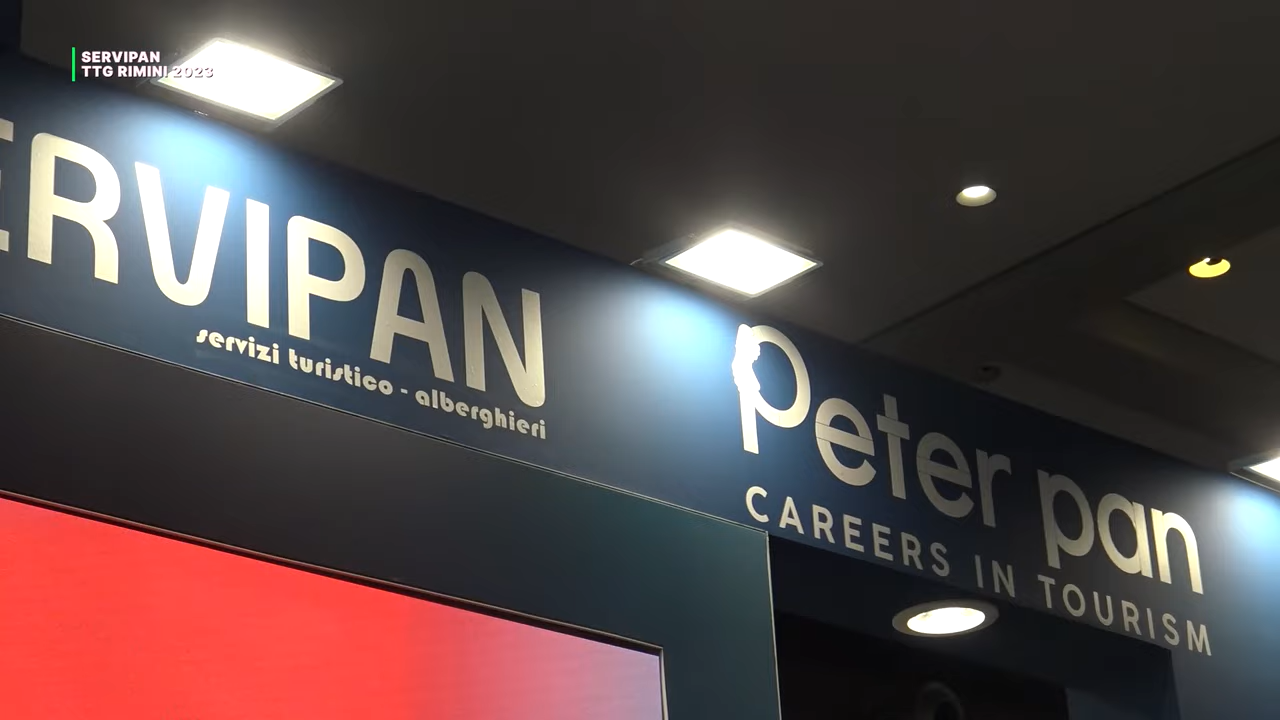 SERVIPAN
TTG RIMINI 2023
ERVIPAN
servizi turistico - alberghieri
Peter pan
CAREERS IN TOURISM